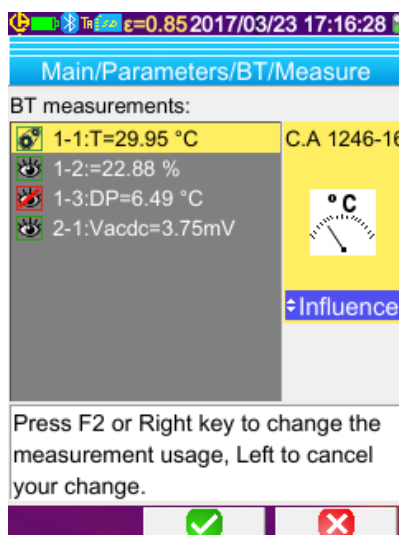 ε=0.85 2017/03/23 17:16:28
Main/Parameters/BT/Measure
BT measurements:
1-1:T=29.95 °C
C.A 1246-16
1-2:=22.88 %
1-3:DP=6.49 °C
2-1:Vacdc=3.75mV
°C
Influence
Press F2 or Right key to change the
measurement usage, Left to cancel
your change.